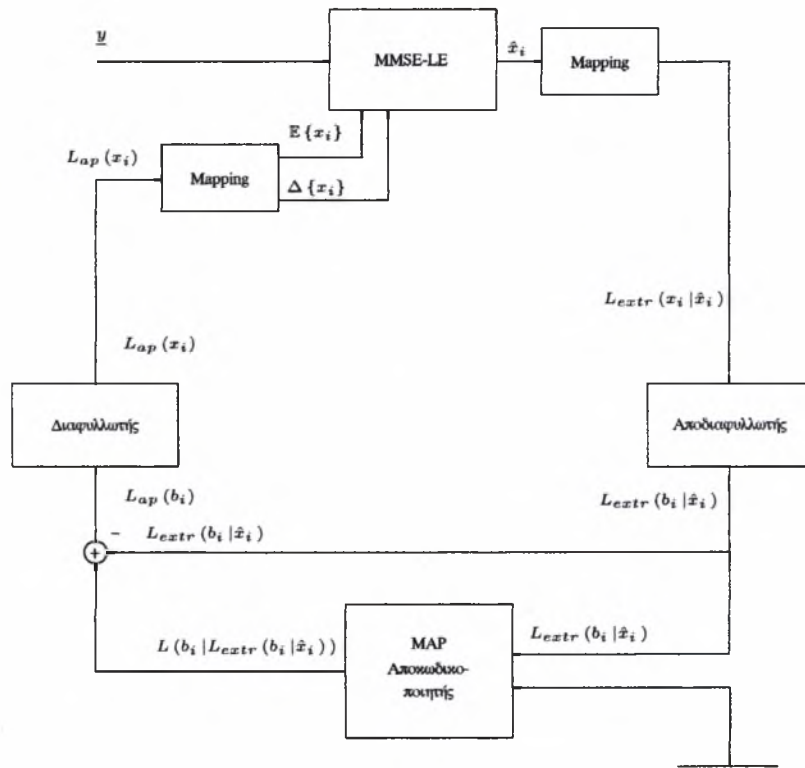 y
MMSE-LE
x̂_i
Mapping
E {x_i}
L_ap (x_i)
Mapping
Δ {x_i}
L_extr (x_i | x̂_i)
L_ap (x_i)
Διαφυλλωτής
Αποδιαφυλλωτής
L_ap (b_i)
L_extr (b_i | x̂_i)
− L_extr (b_i | x̂_i)
+
L (b_i | L_extr (b_i | x̂_i))
MAP
Αποκωδικο-
ποιητής
L_extr (b_i | x̂_i)